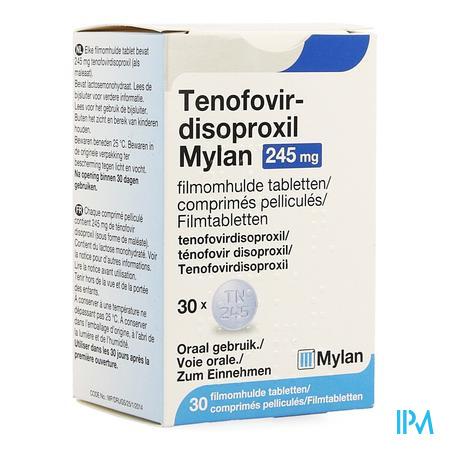 NL Elke filmomhulde tablet bevat
245 mg tenofovirdisoproxil (als
maleaat).
Bevat lactosemonohydraat. Lees de
bijsluiter voor verdere informatie.
Lees voor het gebruik de bijsluiter.
Buiten het zicht en bereik van kinderen
houden.
Bewaren beneden 25 °C. Bewaren in
de originele verpakking ter
bescherming tegen licht en vocht.
Na opening binnen 30 dagen
gebruiken.
FR Chaque comprimé pelliculé
contient 245 mg de ténofovir
disoproxil (sous forme de maléate).
Contient du lactose monohydraté. Voir
la notice pour d'autres informations.
Lire la notice avant utilisation.
Tenir hors de la vue et de la portée
des enfants.
À conserver à une température ne
dépassant pas 25 °C. À conserver
dans l'emballage d'origine, à l'abri de
la lumière et de l'humidité.
Utiliser dans les 30 jours après la
première ouverture.
Tenofovir-
disoproxil
Mylan 245 mg
filmomhulde tabletten/
comprimés pelliculés/
Filmtabletten
tenofovirdisoproxil/
ténofovir disoproxil/
Tenofovirdisoproxil
30 x
TN
245
Oraal gebruik./
Voie orale./
Zum Einnehmen
Mylan
30 filmomhulde tabletten/
comprimés pelliculés/Filmtabletten
IPM